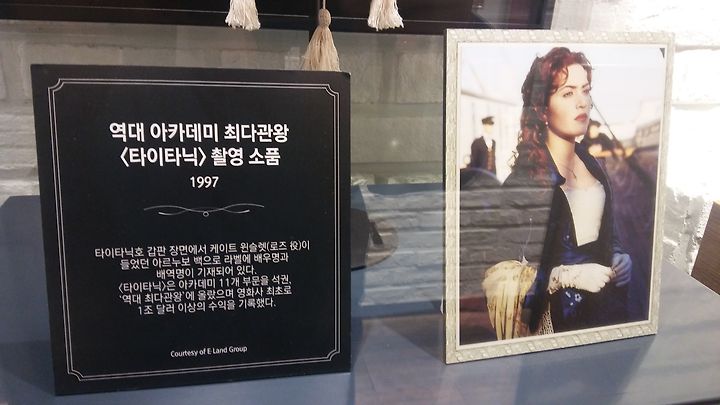 역대 아카데미 최다관왕
〈타이타닉〉 촬영 소품
1997
타이타닉호 갑판 장면에서 케이트 윈슬렛(로즈 役)이
들었던 아르누보 백으로 라벨에 배우명과
배역명이 기재되어 있다.
〈타이타닉〉은 아카데미 11개 부문을 석권,
'역대 최다관왕'에 올랐으며 영화사 최초로
1조 달러 이상의 수익을 기록했다.
Courtesy of E·Land Group